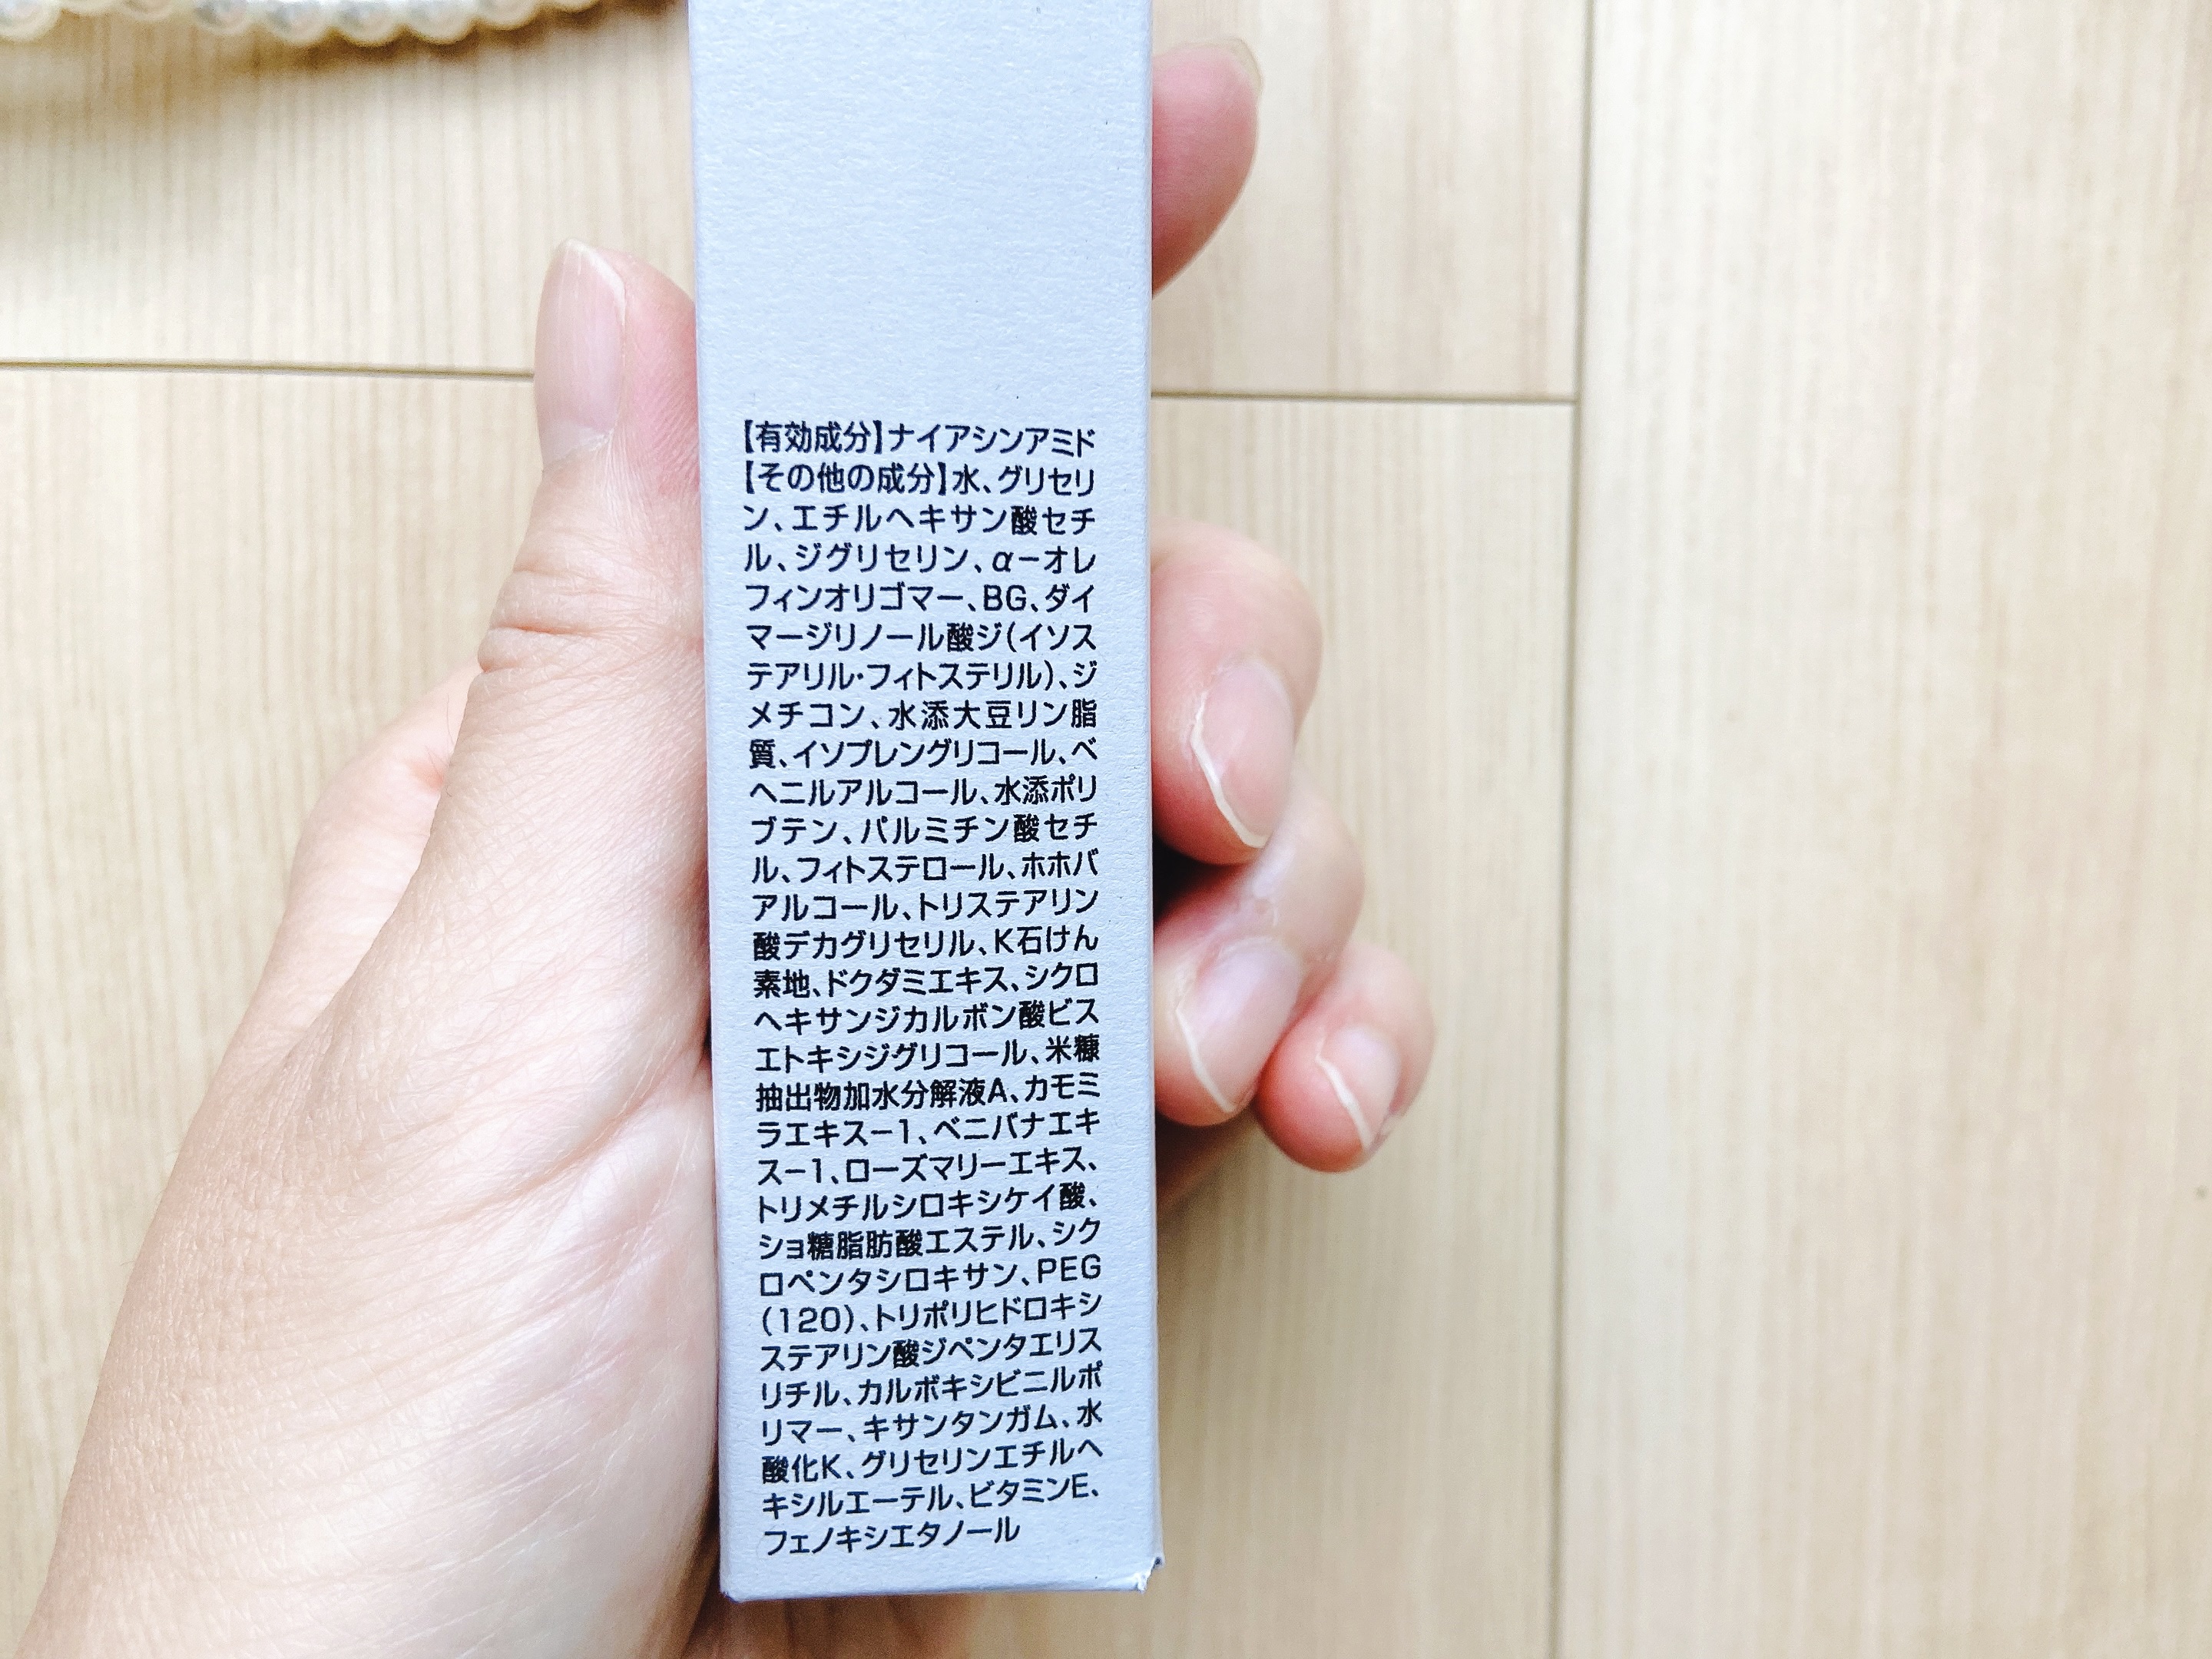 【有効成分】ナイアシンアミド
【その他の成分】水、グリセリ
ン、エチルヘキサン酸セチ
ル、ジグリセリン、α－オレ
フィンオリゴマー、BG、ダイ
マージリノール酸ジ(イソス
テアリル・フィトステリル)、ジ
メチコン、水添大豆リン脂
質、イソプレングリコール、ベ
ヘニルアルコール、水添ポリ
ブテン、パルミチン酸セチ
ル、フィトステロール、ホホバ
アルコール、トリステアリン
酸デカグリセリル、K石けん
素地、ドクダミエキス、シクロ
ヘキサンジカルボン酸ビス
エトキシジグリコール、米糠
抽出物加水分解液A、カモミ
ラエキス－1、ベニバナエキ
ス－1、ローズマリーエキス、
トリメチルシロキシケイ酸、
ショ糖脂肪酸エステル、シク
ロペンタシロキサン、PEG
(120)、トリポリヒドロキシ
ステアリン酸ジペンタエリス
リチル、カルボキシビニルポ
リマー、キサンタンガム、水
酸化K、グリセリンエチルヘ
キシルエーテル、ビタミンE、
フェノキシエタノール